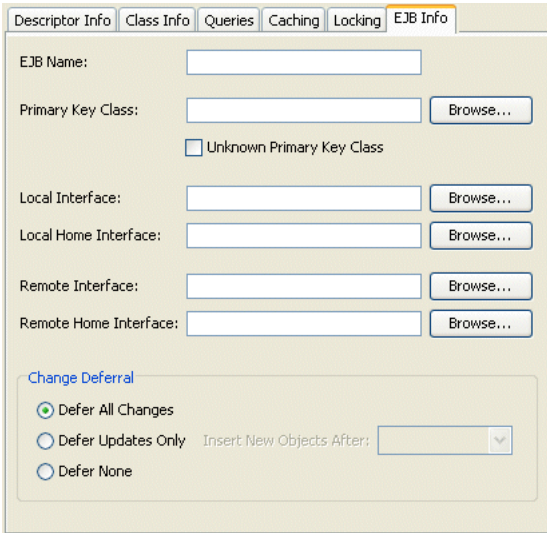 Descriptor Info Class Info Queries Caching Locking EJB Info
EJB Name:
Primary Key Class: Browse...
Unknown Primary Key Class
Local Interface: Browse...
Local Home Interface: Browse...
Remote Interface: Browse...
Remote Home Interface: Browse...
Change Deferral
Defer All Changes
Defer Updates Only Insert New Objects After:
Defer None